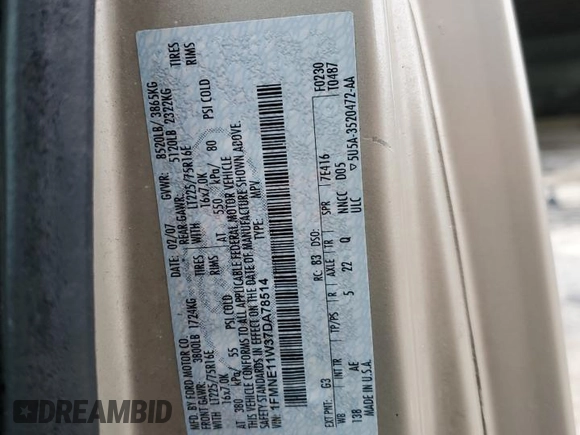 MFD. BY FORD MOTOR CO.
DATE: 02/07 GVWR: 8520LB/ 3865KG
FRONT GAWR: 3800LB 1724KG
REAR GAWR: 5120LB 2322KG
LT225/75R16E TIRES
WITH LT225/75R16E TIRES
16x7.0K RIMS
WITH 16x7.0K RIMS
AT 380 kPa/ 55 PSI COLD
AT 550 kPa/ 80 PSI COLD
THIS VEHICLE CONFORMS TO ALL APPLICABLE FEDERAL MOTOR VEHICLE
SAFETY STANDARDS IN EFFECT ON THE DATE OF MANUFACTURE SHOWN ABOVE.
VIN: 1FMNE11W37DA78514
TYPE: MPV
F0230
T0487
EXT PNT: G3 RC: 83 DSO:
WB INT TR TP/PS R AXLE TR SPR 7E416
138 AE 5 22 Q NNCC D05
MADE IN U.S.A. ULC
▽5U5A-3520472-AA
DREAMBID
dreambid.com